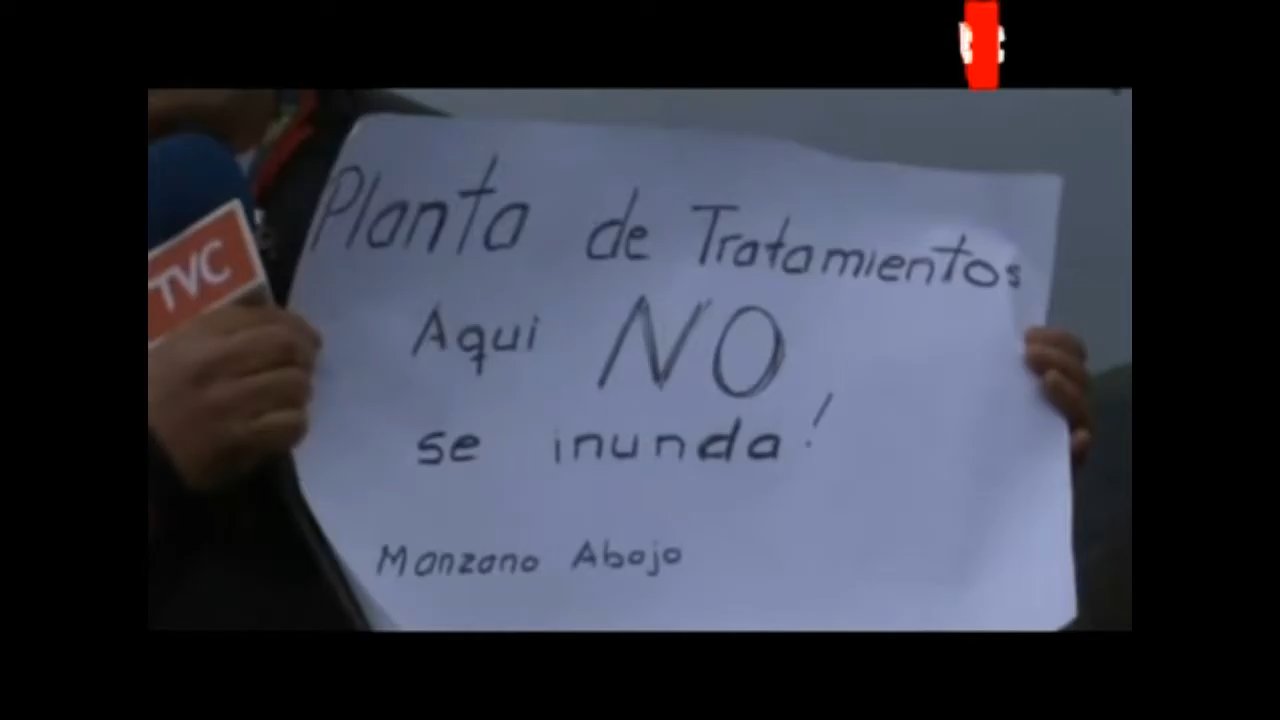 Planta de Tratamientos
Aqui NO
se inunda!
Manzano Abajo
TVC